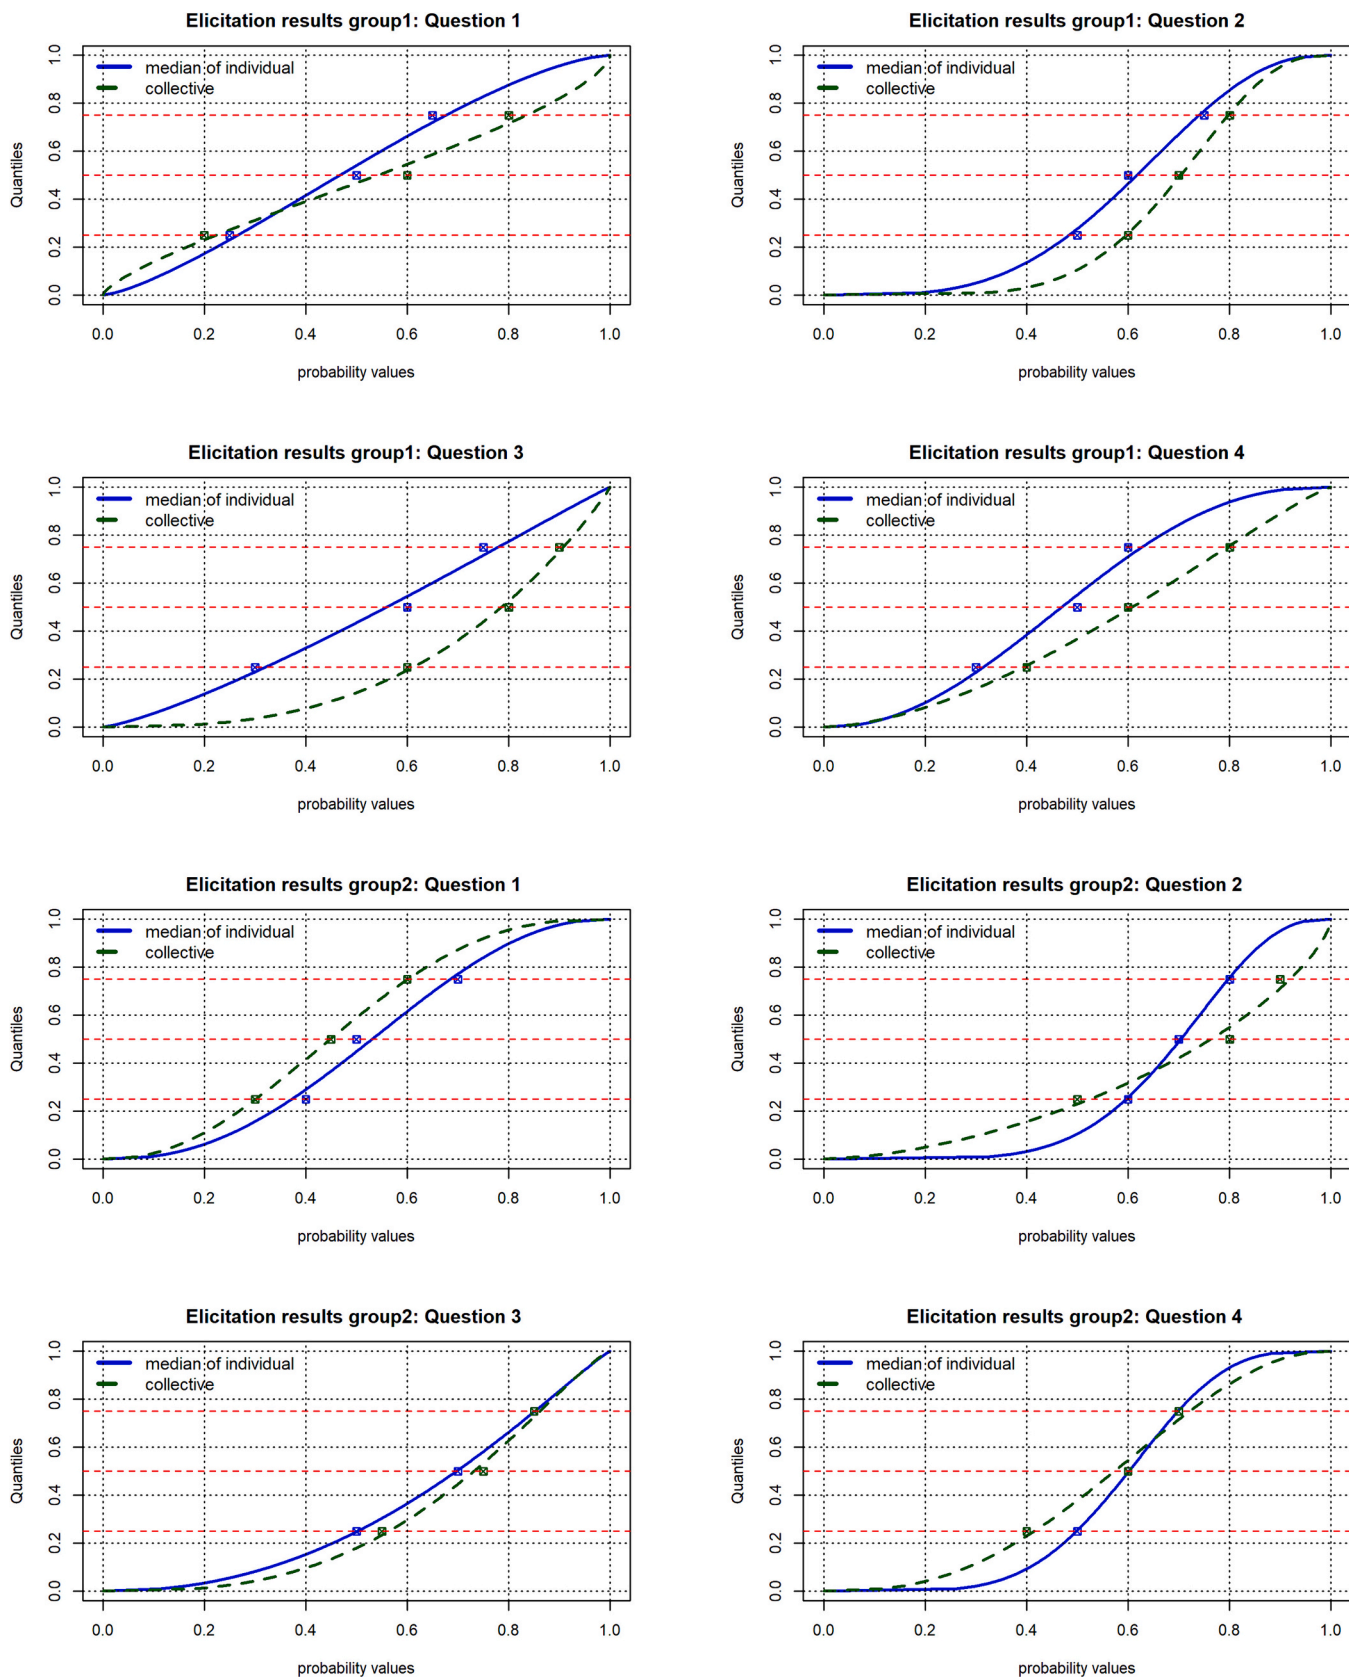 Elicitation results group1: Question 1
median of individual
collective
Quantiles
0.0 0.2 0.4 0.6 0.8 1.0
0.0 0.2 0.4 0.6 0.8 1.0
probability values
Elicitation results group1: Question 2
median of individual
collective
Quantiles
0.0 0.2 0.4 0.6 0.8 1.0
0.0 0.2 0.4 0.6 0.8 1.0
probability values
Elicitation results group1: Question 3
median of individual
collective
Quantiles
0.0 0.2 0.4 0.6 0.8 1.0
0.0 0.2 0.4 0.6 0.8 1.0
probability values
Elicitation results group1: Question 4
median of individual
collective
Quantiles
0.0 0.2 0.4 0.6 0.8 1.0
0.0 0.2 0.4 0.6 0.8 1.0
probability values
Elicitation results group2: Question 1
median of individual
collective
Quantiles
0.0 0.2 0.4 0.6 0.8 1.0
0.0 0.2 0.4 0.6 0.8 1.0
probability values
Elicitation results group2: Question 2
median of individual
collective
Quantiles
0.0 0.2 0.4 0.6 0.8 1.0
0.0 0.2 0.4 0.6 0.8 1.0
probability values
Elicitation results group2: Question 3
median of individual
collective
Quantiles
0.0 0.2 0.4 0.6 0.8 1.0
0.0 0.2 0.4 0.6 0.8 1.0
probability values
Elicitation results group2: Question 4
median of individual
collective
Quantiles
0.0 0.2 0.4 0.6 0.8 1.0
0.0 0.2 0.4 0.6 0.8 1.0
probability values